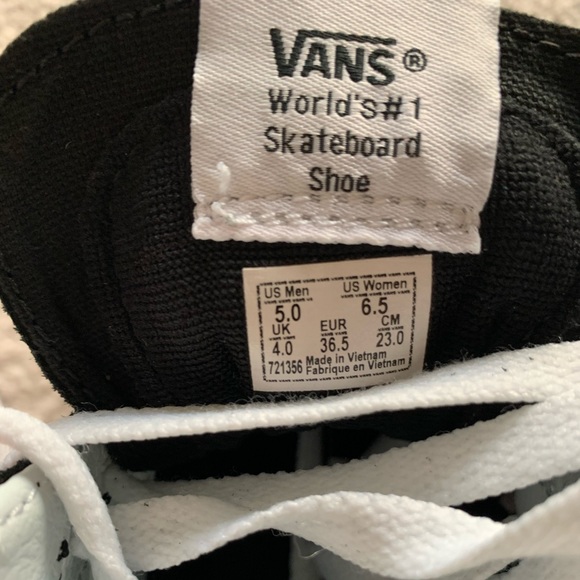 VANS®
World's#1
Skateboard
Shoe
US Men US Women
5.0 6.5
UK EUR CM
4.0 36.5 23.0
721356 Made in Vietnam
Fabrique en Vietnam